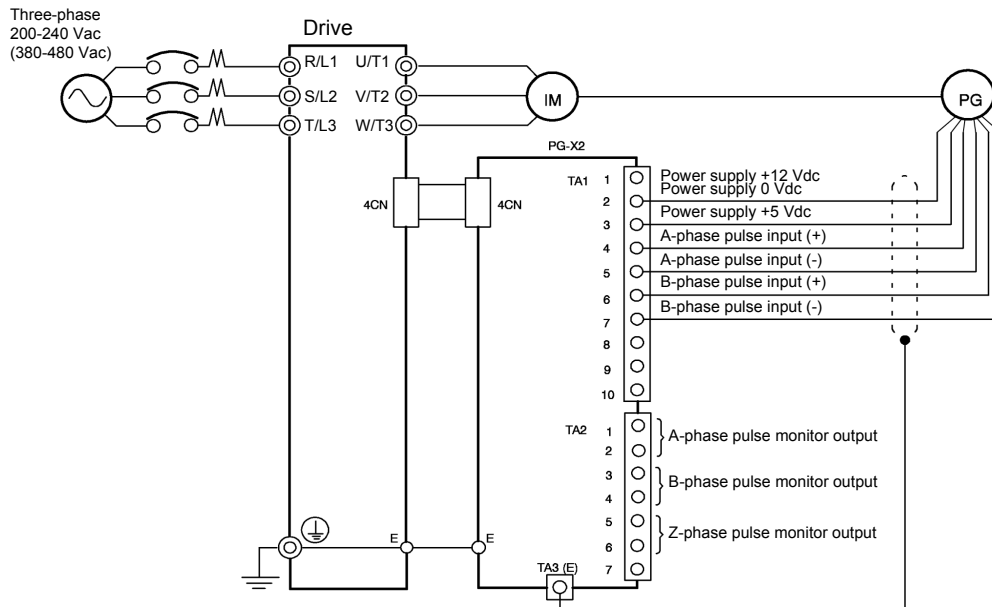 Three-phase
200-240 Vac
(380-480 Vac)
Drive
R/L1 U/T1
S/L2 V/T2
T/L3 W/T3
IM
PG
PG-X2
4CN
4CN
TA1
1 Power supply +12 Vdc
2 Power supply 0 Vdc
3 Power supply +5 Vdc
4 A-phase pulse input (+)
5 A-phase pulse input (-)
6 B-phase pulse input (+)
7 B-phase pulse input (-)
8
9
10
TA2
1
2
A-phase pulse monitor output
3
4
B-phase pulse monitor output
5
6
Z-phase pulse monitor output
7
E
E
TA3 (E)